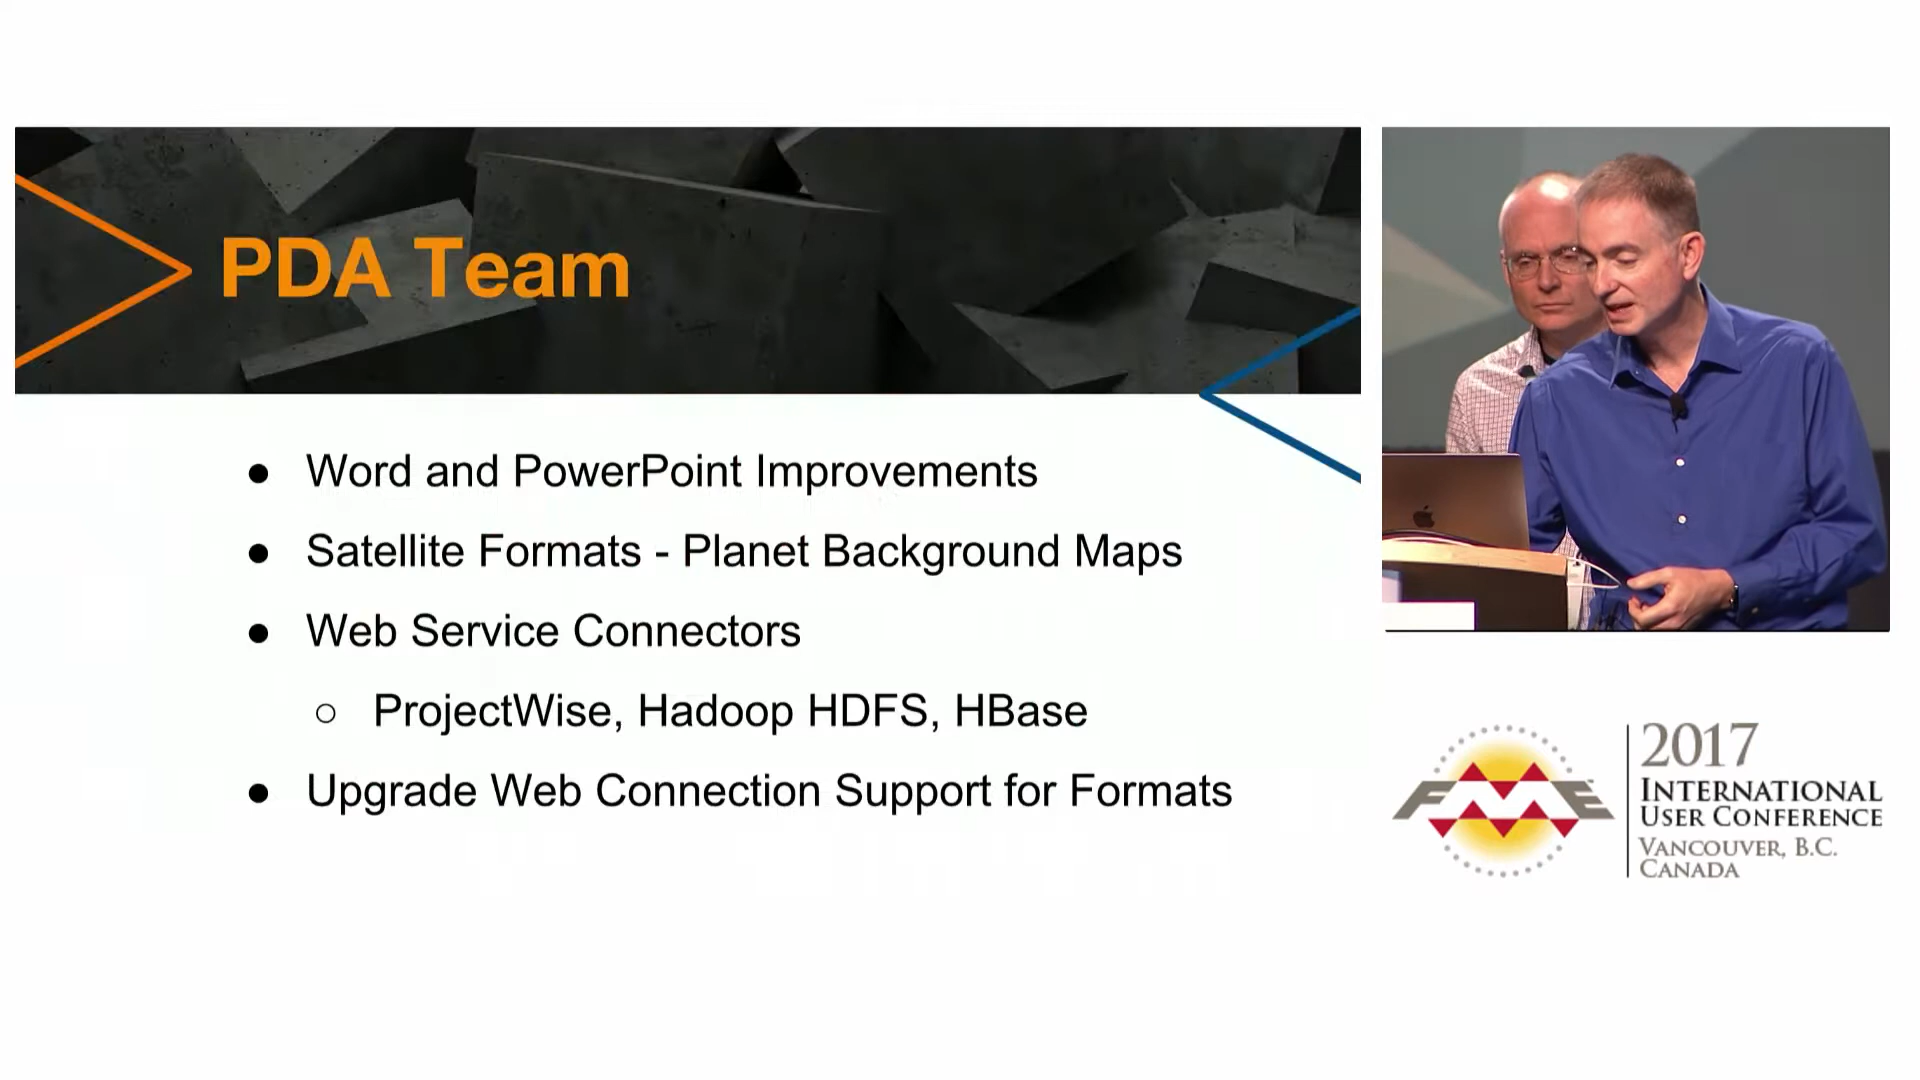 PDA Team
● Word and PowerPoint Improvements
● Satellite Formats - Planet Background Maps
● Web Service Connectors
○ ProjectWise, Hadoop HDFS, HBase
● Upgrade Web Connection Support for Formats
FME
2017
INTERNATIONAL
USER CONFERENCE
VANCOUVER, B.C.
CANADA